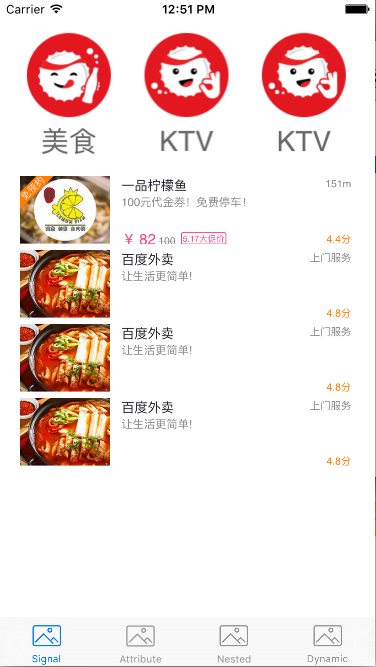 Carrier 12:51 PM
美食 KTV KTV
免预约
一品柠檬鱼 151m
100元代金券！免费停车！
LEMON FISH
¥ 82 100 5.17大促价 4.4分
百度外卖 上门服务
让生活更简单!
4.8分
百度外卖 上门服务
让生活更简单!
4.8分
百度外卖 上门服务
让生活更简单!
4.8分
Signal Attribute Nested Dynamic